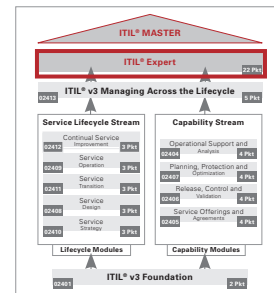 ITIL® MASTER
ITIL® Expert
22 Pkt
ITIL® v3 Managing Across the Lifecycle
02413 5 Pkt
Service Lifecycle Stream
Continual Service
Improvement
02412 3 Pkt
Service
Operation
02409 3 Pkt
Service
Transition
02411 3 Pkt
Service
Design
02408 3 Pkt
Service
Strategy
02410 3 Pkt
Lifecycle Modules
Capability Stream
Operational Support and
Analysis
02404 4 Pkt
Planning, Protection and
Optimization
02407 4 Pkt
Release, Control and
Validation
02406 4 Pkt
Service Offerings and
Agreements
02405 4 Pkt
Capability Modules
ITIL® v3 Foundation
02401 2 Pkt